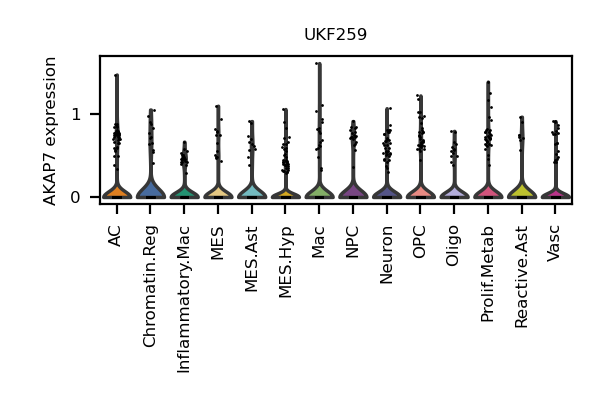 UKF259
AKAP7 expression
1
0
AC
Chromatin.Reg
Inflammatory.Mac
MES
MES.Ast
MES.Hyp
Mac
NPC
Neuron
OPC
Oligo
Prolif.Metab
Reactive.Ast
Vasc